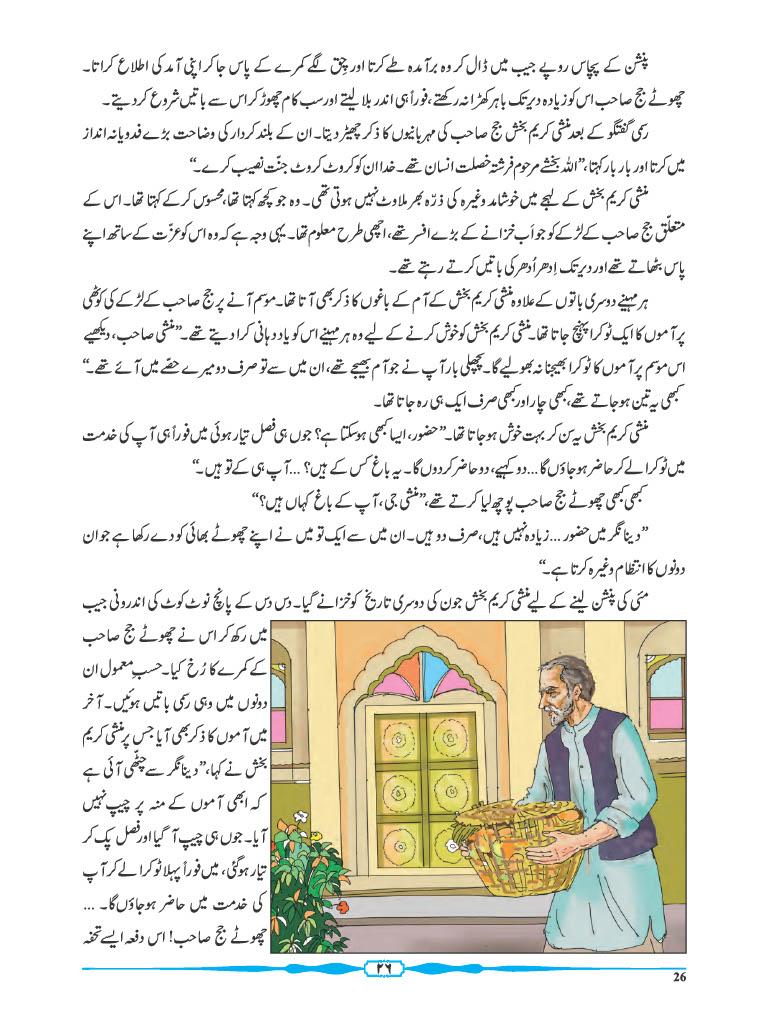 پنشن کے پچاس روپے جیب میں ڈال کر وہ برآمدہ طے کرتا اور چِق لگے کمرے کے پاس جا کر اپنی آمد کی اطلاع کراتا۔
چھوٹے جج صاحب اس کو زیادہ دیر تک باہر کھڑا نہ رکھتے، فوراً ہی اندر بلا لیتے اور سب کام چھوڑ کر اس سے باتیں شروع کر دیتے۔
رسمی گفتگو کے بعد منشی کریم بخش جج صاحب کی مہربانیوں کا ذکر چھیڑ دیتا۔ ان کے بلند کردار کی وضاحت بڑے فدویانہ انداز
میں کرتا اور بار بار کہتا، ”اللہ بخشے مرحوم فرشتہ خصلت انسان تھے۔ خدا ان کو کروٹ کروٹ جنّت نصیب کرے۔“
منشی کریم بخش کے لہجے میں خوشامد وغیرہ کی ذرّہ بھر ملاوٹ نہیں ہوتی تھی۔ وہ جو کچھ کہتا تھا، محسوس کر کے کہتا تھا۔ اس کے
متعلّق جج صاحب کے لڑکے کو جو اَب خزانے کے بڑے افسر تھے، اچھی طرح معلوم تھا۔ یہی وجہ ہے کہ وہ اس کو عزّت کے ساتھ اپنے
پاس بٹھاتے تھے اور دیر تک اِدھر اُدھر کی باتیں کرتے رہتے تھے۔
ہر مہینے دوسری باتوں کے علاوہ منشی کریم بخش کے آم کے باغوں کا ذکر بھی آتا تھا۔ موسم آنے پر جج صاحب کے لڑکے کی کوٹھی
پر آموں کا ایک ٹوکرا پہنچ جاتا تھا۔ منشی کریم بخش کو خوش کرنے کے لیے وہ ہر مہینے اس کو یاد دہانی کرا دیتے تھے۔ ”منشی صاحب، دیکھیے
اس موسم پر آموں کا ٹوکرا بھیجنا نہ بھولیے گا۔ پچھلی بار آپ نے جو آم بھیجے تھے، ان میں سے تو صرف دو میرے حصّے میں آئے تھے۔“
کبھی یہ تین ہو جاتے تھے، کبھی چار اور کبھی صرف ایک ہی رہ جاتا تھا۔
منشی کریم بخش یہ سن کر بہت خوش ہو جاتا تھا۔ ”حضور، ایسا کبھی ہو سکتا ہے؟ جوں ہی فصل تیار ہوئی میں فوراً ہی آپ کی خدمت
میں ٹوکرا لے کر حاضر ہو جاؤں گا ... دو کہیے، دو حاضر کر دوں گا۔ یہ باغ کس کے ہیں؟ ... آپ ہی کے تو ہیں۔“
کبھی کبھی چھوٹے جج صاحب پوچھ لیا کرتے تھے، ”منشی جی، آپ کے باغ کہاں ہیں؟“
”دینا نگر میں حضور ... زیادہ نہیں ہیں، صرف دو ہیں۔ ان میں سے ایک تو میں نے اپنے چھوٹے بھائی کو دے رکھا ہے جو ان
دونوں کا انتظام وغیرہ کرتا ہے۔“
مئی کی پنشن لینے کے لیے منشی کریم بخش جون کی دوسری تاریخ کو خزانے گیا۔ دس دس کے پانچ نوٹ کوٹ کی اندرونی جیب
میں رکھ کر اس نے چھوٹے جج صاحب
کے کمرے کا رُخ کیا۔ حسبِ معمول ان
دونوں میں وہی رسمی باتیں ہوئیں۔ آخر
میں آموں کا ذکر بھی آیا جس پر منشی کریم
بخش نے کہا، ”دینا نگر سے چٹّھی آئی ہے
کہ ابھی آموں کے منہ پر چیپ نہیں
آیا۔ جوں ہی چیپ آ گیا اور فصل پک کر
تیار ہو گئی، میں فوراً پہلا ٹوکرا لے کر آپ
کی خدمت میں حاضر ہو جاؤں گا۔ ...
چھوٹے جج صاحب! اس دفعہ ایسے تحفہ
۲۶
26